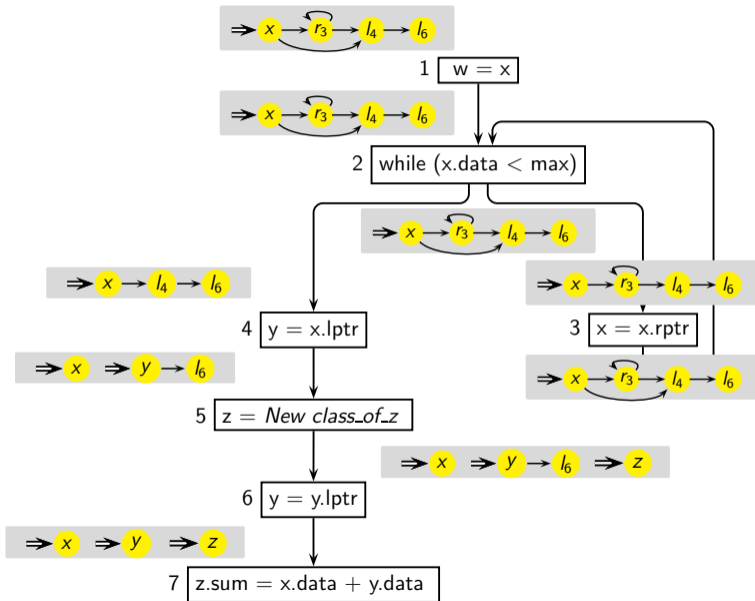 x r3 l4 l6
1 w = x
x r3 l4 l6
2 while (x.data < max)
x r3 l4 l6
x l4 l6
x r3 l4 l6
4 y = x.lptr
3 x = x.rptr
x y l6
x r3 l4 l6
5 z = New class_of_z
x y l6 z
6 y = y.lptr
x y z
7 z.sum = x.data + y.data